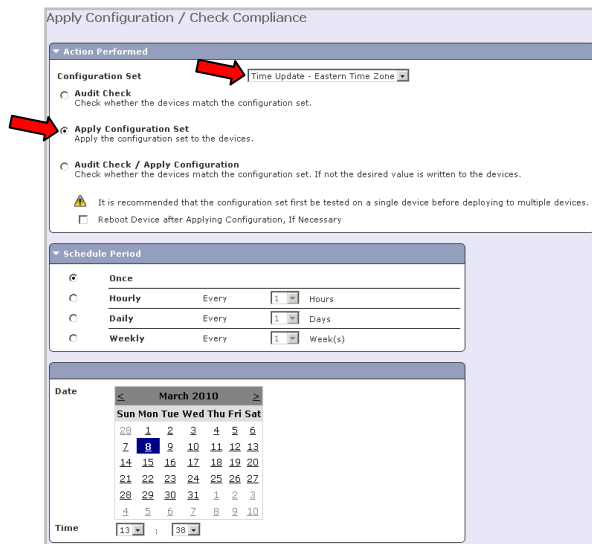 Apply Configuration / Check Compliance
Action Performed
Configuration Set Time Update - Eastern Time Zone
Audit Check
Check whether the devices match the configuration set.
Apply Configuration Set
Apply the configuration set to the devices.
Audit Check / Apply Configuration
Check whether the devices match the configuration set. If not the desired value is written to the devices.
It is recommended that the configuration set first be tested on a single device before deploying to multiple devices.
Reboot Device after Applying Configuration, If Necessary
Schedule Period
Once
Hourly Every 1 Hours
Daily Every 1 Days
Weekly Every 1 Week(s)
Date
< March 2010 >
Sun Mon Tue Wed Thu Fri Sat
28 1 2 3 4 5 6
7 8 9 10 11 12 13
14 15 16 17 18 19 20
21 22 23 24 25 26 27
28 29 30 31 1 2 3
4 5 6 7 8 9 10
Time 13 : 38